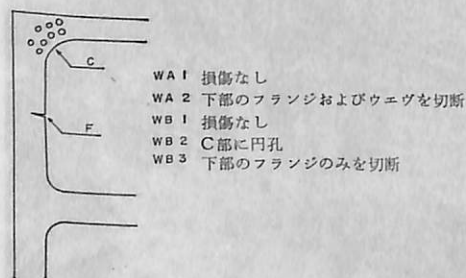 C
F
WA 1 損傷なし
WA 2 下部のフランジおよびウエヴを切断
WB 1 損傷なし
WB 2 C部に円孔
WB 3 下部のフランジのみを切断